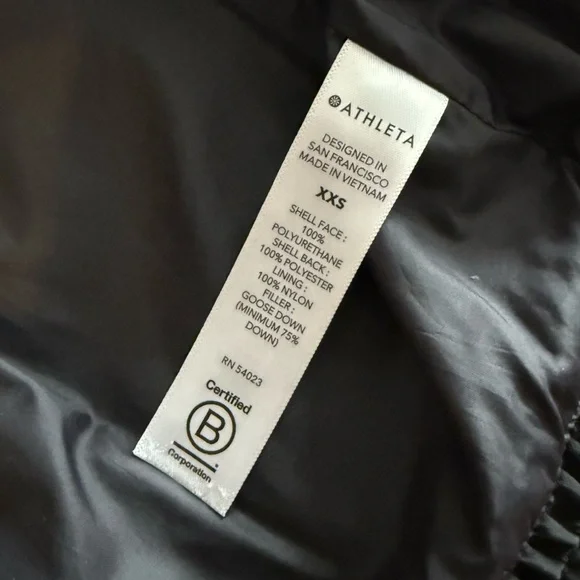 ATHLETA
DESIGNED IN
SAN FRANCISCO
MADE IN VIETNAM
XXS
SHELL FACE :
100%
POLYURETHANE
SHELL BACK :
100% POLYESTER
LINING :
100% NYLON
FILLER :
GOOSE DOWN
(MINIMUM 75%
DOWN)
RN 54023
Certified
B
Corporation